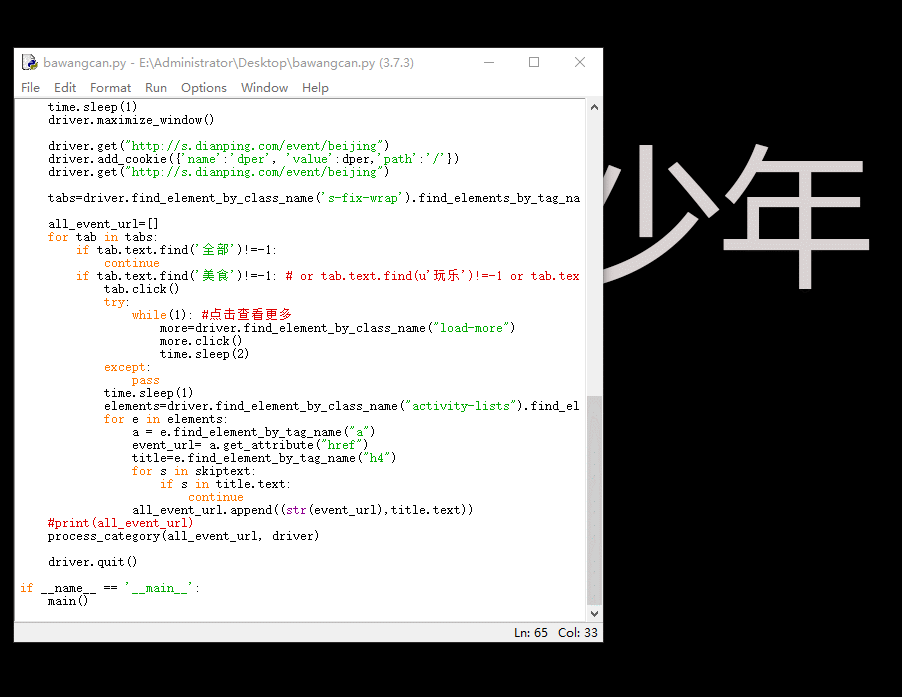 bawangcan.py - E:\Administrator\Desktop\bawangcan.py (3.7.3)
File Edit Format Run Options Window Help
time.sleep(1)
driver.maximize_window()
driver.get("http://s.dianping.com/event/beijing")
driver.add_cookie({'name':'dper', 'value':dper,'path':'/'})
driver.get("http://s.dianping.com/event/beijing")
tabs=driver.find_element_by_class_name('s-fix-wrap').find_elements_by_tag_na
all_event_url=[]
for tab in tabs:
if tab.text.find('全部')!=-1:
continue
if tab.text.find('美食')!=-1: # or tab.text.find(u'玩乐')!=-1 or tab.tex
tab.click()
try:
while(1): #点击查看更多
more=driver.find_element_by_class_name("load-more")
more.click()
time.sleep(2)
except:
pass
time.sleep(1)
elements=driver.find_element_by_class_name("activity-lists").find_el
for e in elements:
a = e.find_element_by_tag_name("a")
event_url= a.get_attribute("href")
title=e.find_element_by_tag_name("h4")
for s in skiptext:
if s in title.text:
continue
all_event_url.append((str(event_url),title.text))
#print(all_event_url)
process_category(all_event_url, driver)
driver.quit()
if __name__ == '__main__':
main()
Ln: 65 Col: 33
少年